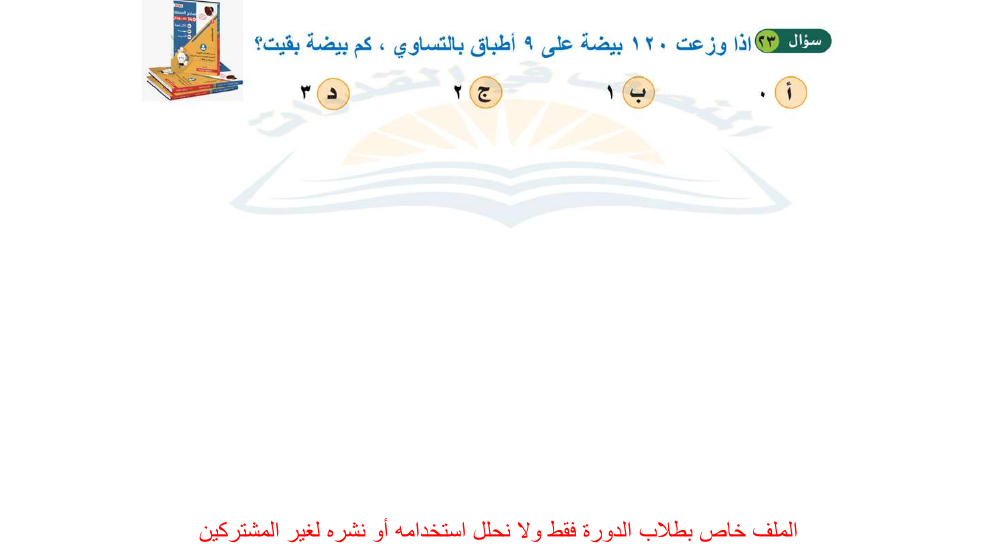 سؤال ٢٣ اذا وزعت ١٢٠ بيضة على ٩ أطباق بالتساوي ، كم بيضة بقيت؟
أ ٠ ب ١ ج ٢ د ٣
الملف خاص بطلاب الدورة فقط ولا نحلل استخدامه أو نشره لغير المشتركين